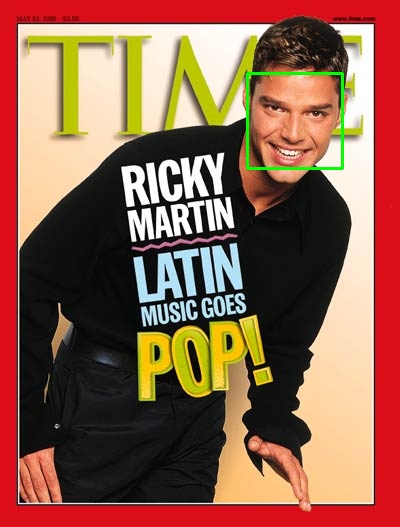 MAY 24, 1999 $3.50
www.time.com
TIME
RICKY
MARTIN
LATIN
MUSIC GOES
POP!